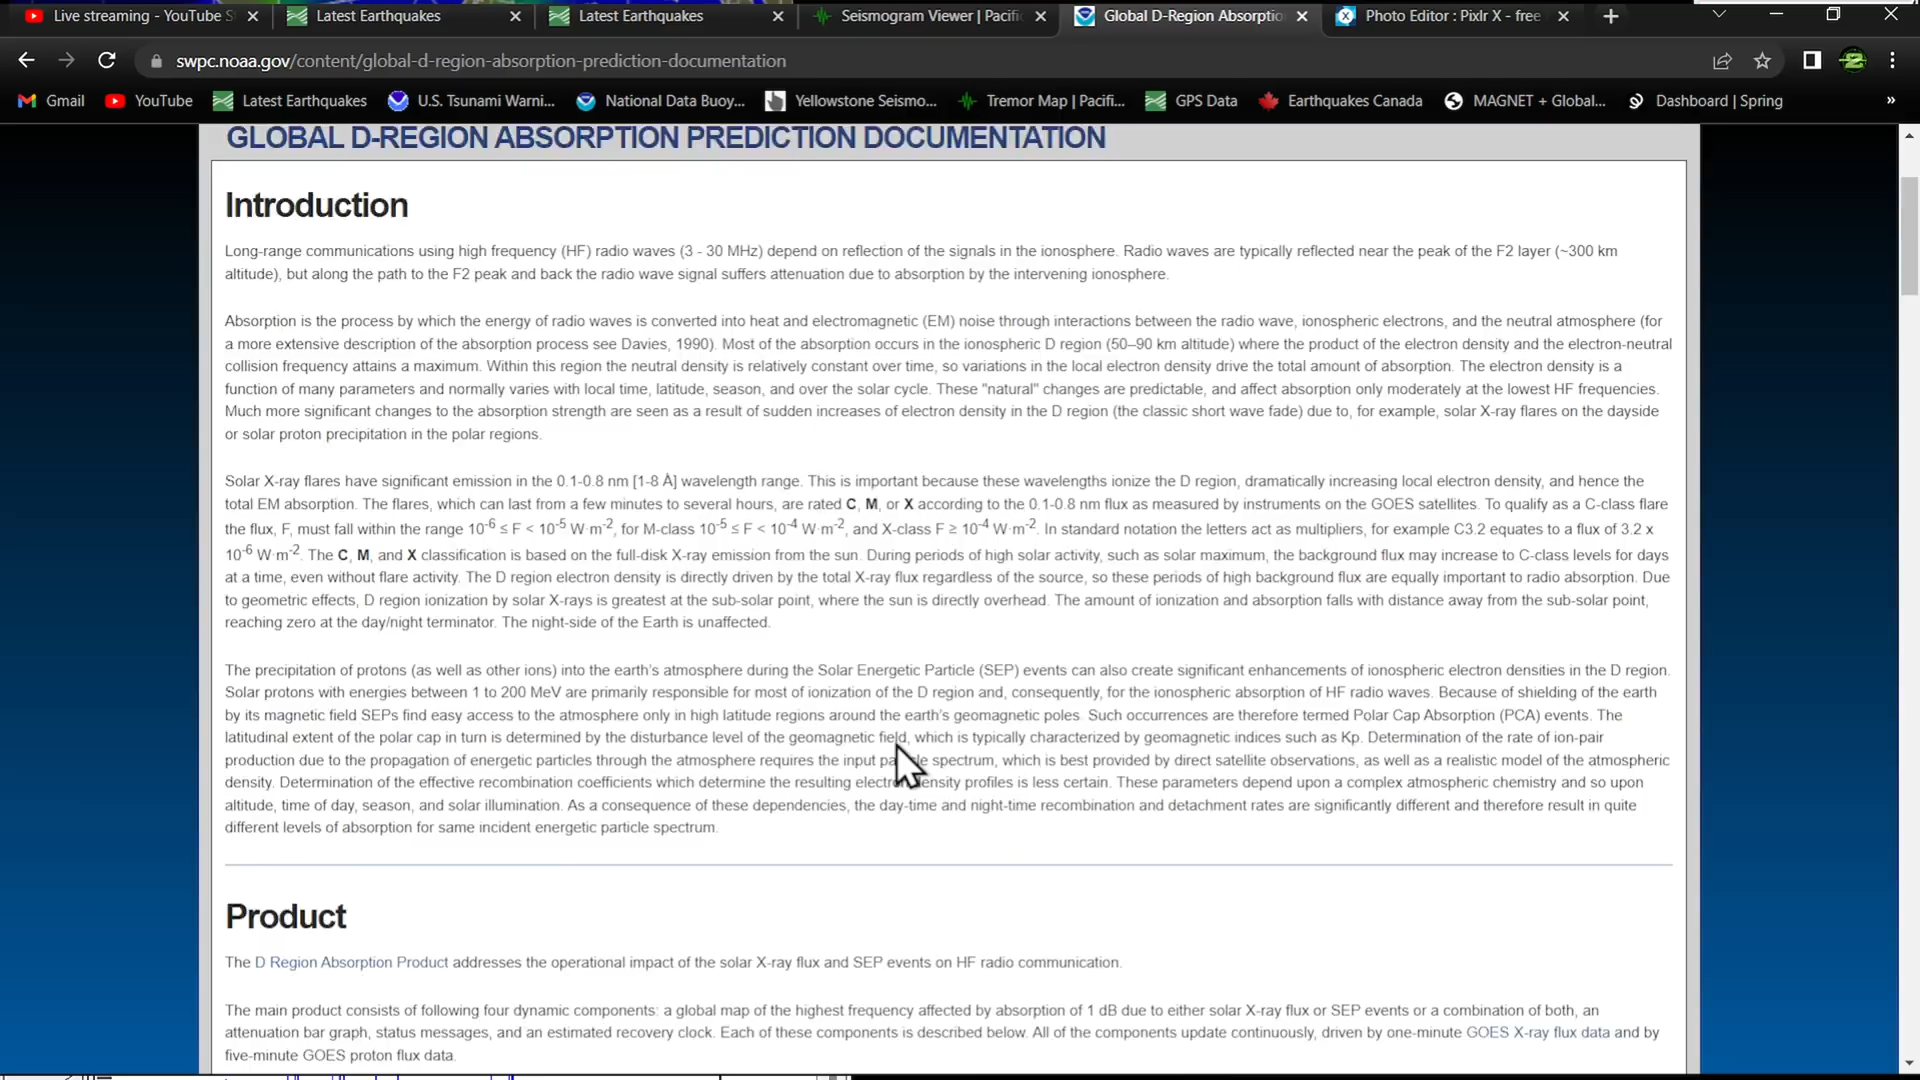 Live streaming - YouTube S
Latest Earthquakes
Latest Earthquakes
Seismogram Viewer | Pacific
Global D-Region Absorptio
Photo Editor : Pixlr X - free
swpc.noaa.gov/content/global-d-region-absorption-prediction-documentation
Gmail
YouTube
Latest Earthquakes
U.S. Tsunami Warni...
National Data Buoy...
Yellowstone Seismo...
Tremor Map | Pacifi...
GPS Data
Earthquakes Canada
MAGNET + Global...
Dashboard | Spring
»
GLOBAL D-REGION ABSORPTION PREDICTION DOCUMENTATION
Introduction
Long-range communications using high frequency (HF) radio waves (3 - 30 MHz) depend on reflection of the signals in the ionosphere. Radio waves are typically reflected near the peak of the F2 layer (~300 km
altitude), but along the path to the F2 peak and back the radio wave signal suffers attenuation due to absorption by the intervening ionosphere.
Absorption is the process by which the energy of radio waves is converted into heat and electromagnetic (EM) noise through interactions between the radio wave, ionospheric electrons, and the neutral atmosphere (for
a more extensive description of the absorption process see Davies, 1990). Most of the absorption occurs in the ionospheric D region (50–90 km altitude) where the product of the electron density and the electron-neutral
collision frequency attains a maximum. Within this region the neutral density is relatively constant over time, so variations in the local electron density drive the total amount of absorption. The electron density is a
function of many parameters and normally varies with local time, latitude, season, and over the solar cycle. These "natural" changes are predictable, and affect absorption only moderately at the lowest HF frequencies.
Much more significant changes to the absorption strength are seen as a result of sudden increases of electron density in the D region (the classic short wave fade) due to, for example, solar X-ray flares on the dayside
or solar proton precipitation in the polar regions.
Solar X-ray flares have significant emission in the 0.1-0.8 nm [1-8 Å] wavelength range. This is important because these wavelengths ionize the D region, dramatically increasing local electron density, and hence the
total EM absorption. The flares, which can last from a few minutes to several hours, are rated C, M, or X according to the 0.1-0.8 nm flux as measured by instruments on the GOES satellites. To qualify as a C-class flare
the flux, F, must fall within the range 10-6 ≤ F < 10-5 W·m-2, for M-class 10-5 ≤ F < 10-4 W·m-2, and X-class F ≥ 10-4 W·m-2. In standard notation the letters act as multipliers, for example C3.2 equates to a flux of 3.2 x
10-6 W·m-2. The C, M, and X classification is based on the full-disk X-ray emission from the sun. During periods of high solar activity, such as solar maximum, the background flux may increase to C-class levels for days
at a time, even without flare activity. The D region electron density is directly driven by the total X-ray flux regardless of the source, so these periods of high background flux are equally important to radio absorption. Due
to geometric effects, D region ionization by solar X-rays is greatest at the sub-solar point, where the sun is directly overhead. The amount of ionization and absorption falls with distance away from the sub-solar point,
reaching zero at the day/night terminator. The night-side of the Earth is unaffected.
The precipitation of protons (as well as other ions) into the earth's atmosphere during the Solar Energetic Particle (SEP) events can also create significant enhancements of ionospheric electron densities in the D region.
Solar protons with energies between 1 to 200 MeV are primarily responsible for most of ionization of the D region and, consequently, for the ionospheric absorption of HF radio waves. Because of shielding of the earth
by its magnetic field SEPs find easy access to the atmosphere only in high latitude regions around the earth's geomagnetic poles. Such occurrences are therefore termed Polar Cap Absorption (PCA) events. The
latitudinal extent of the polar cap in turn is determined by the disturbance level of the geomagnetic field, which is typically characterized by geomagnetic indices such as Kp. Determination of the rate of ion-pair
production due to the propagation of energetic particles through the atmosphere requires the input particle spectrum, which is best provided by direct satellite observations, as well as a realistic model of the atmospheric
density. Determination of the effective recombination coefficients which determine the resulting electron density profiles is less certain. These parameters depend upon a complex atmospheric chemistry and so upon
altitude, time of day, season, and solar illumination. As a consequence of these dependencies, the day-time and night-time recombination and detachment rates are significantly different and therefore result in quite
different levels of absorption for same incident energetic particle spectrum.
Product
The D Region Absorption Product addresses the operational impact of the solar X-ray flux and SEP events on HF radio communication.
The main product consists of following four dynamic components: a global map of the highest frequency affected by absorption of 1 dB due to either solar X-ray flux or SEP events or a combination of both, an
attenuation bar graph, status messages, and an estimated recovery clock. Each of these components is described below. All of the components update continuously, driven by one-minute GOES X-ray flux data and by
five-minute GOES proton flux data.